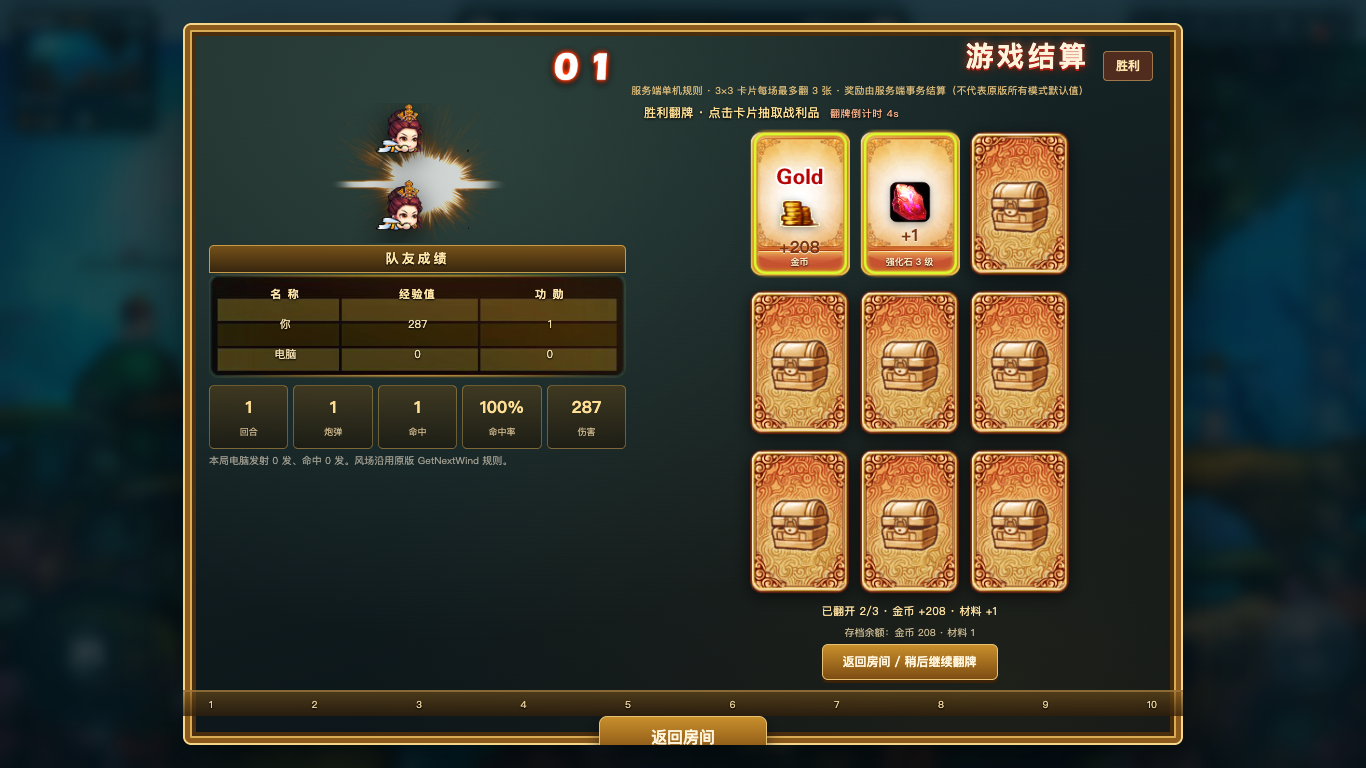 01
游戏结算
胜利
服务端单机规则 · 3×3 卡片每场最多翻 3 张 · 奖励由服务端事务结算（不代表原版所有模式默认值）
胜利翻牌 · 点击卡片抽取战利品 翻牌倒计时 4s
Gold
+208
金币
+1
强化石 3 级
队友成绩
名 称 经验值 功 勋
你 287 1
电脑 0 0
1 1 1 100% 287
回合 炮弹 命中 命中率 伤害
本局电脑发射 0 发、命中 0 发。风场沿用原版 GetNextWind 规则。
已翻开 2/3 · 金币 +208 · 材料 +1
存档余额：金币 208 · 材料 1
返回房间 / 稍后继续翻牌
1 2 3 4 5 6 7 8 9 10
返回房间